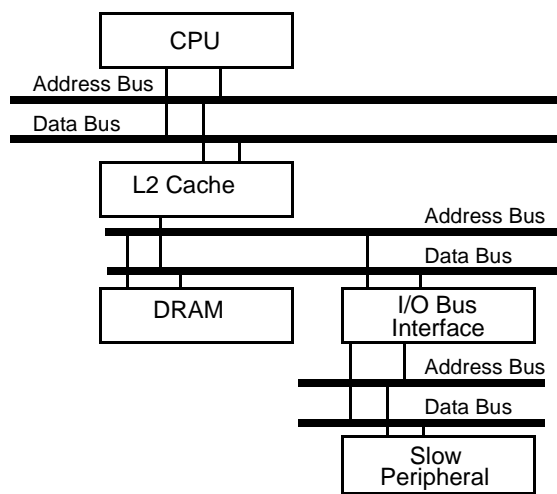 CPU
Address Bus
Data Bus
L2 Cache
Address Bus
Data Bus
DRAM
I/O Bus
Interface
Address Bus
Data Bus
Slow
Peripheral